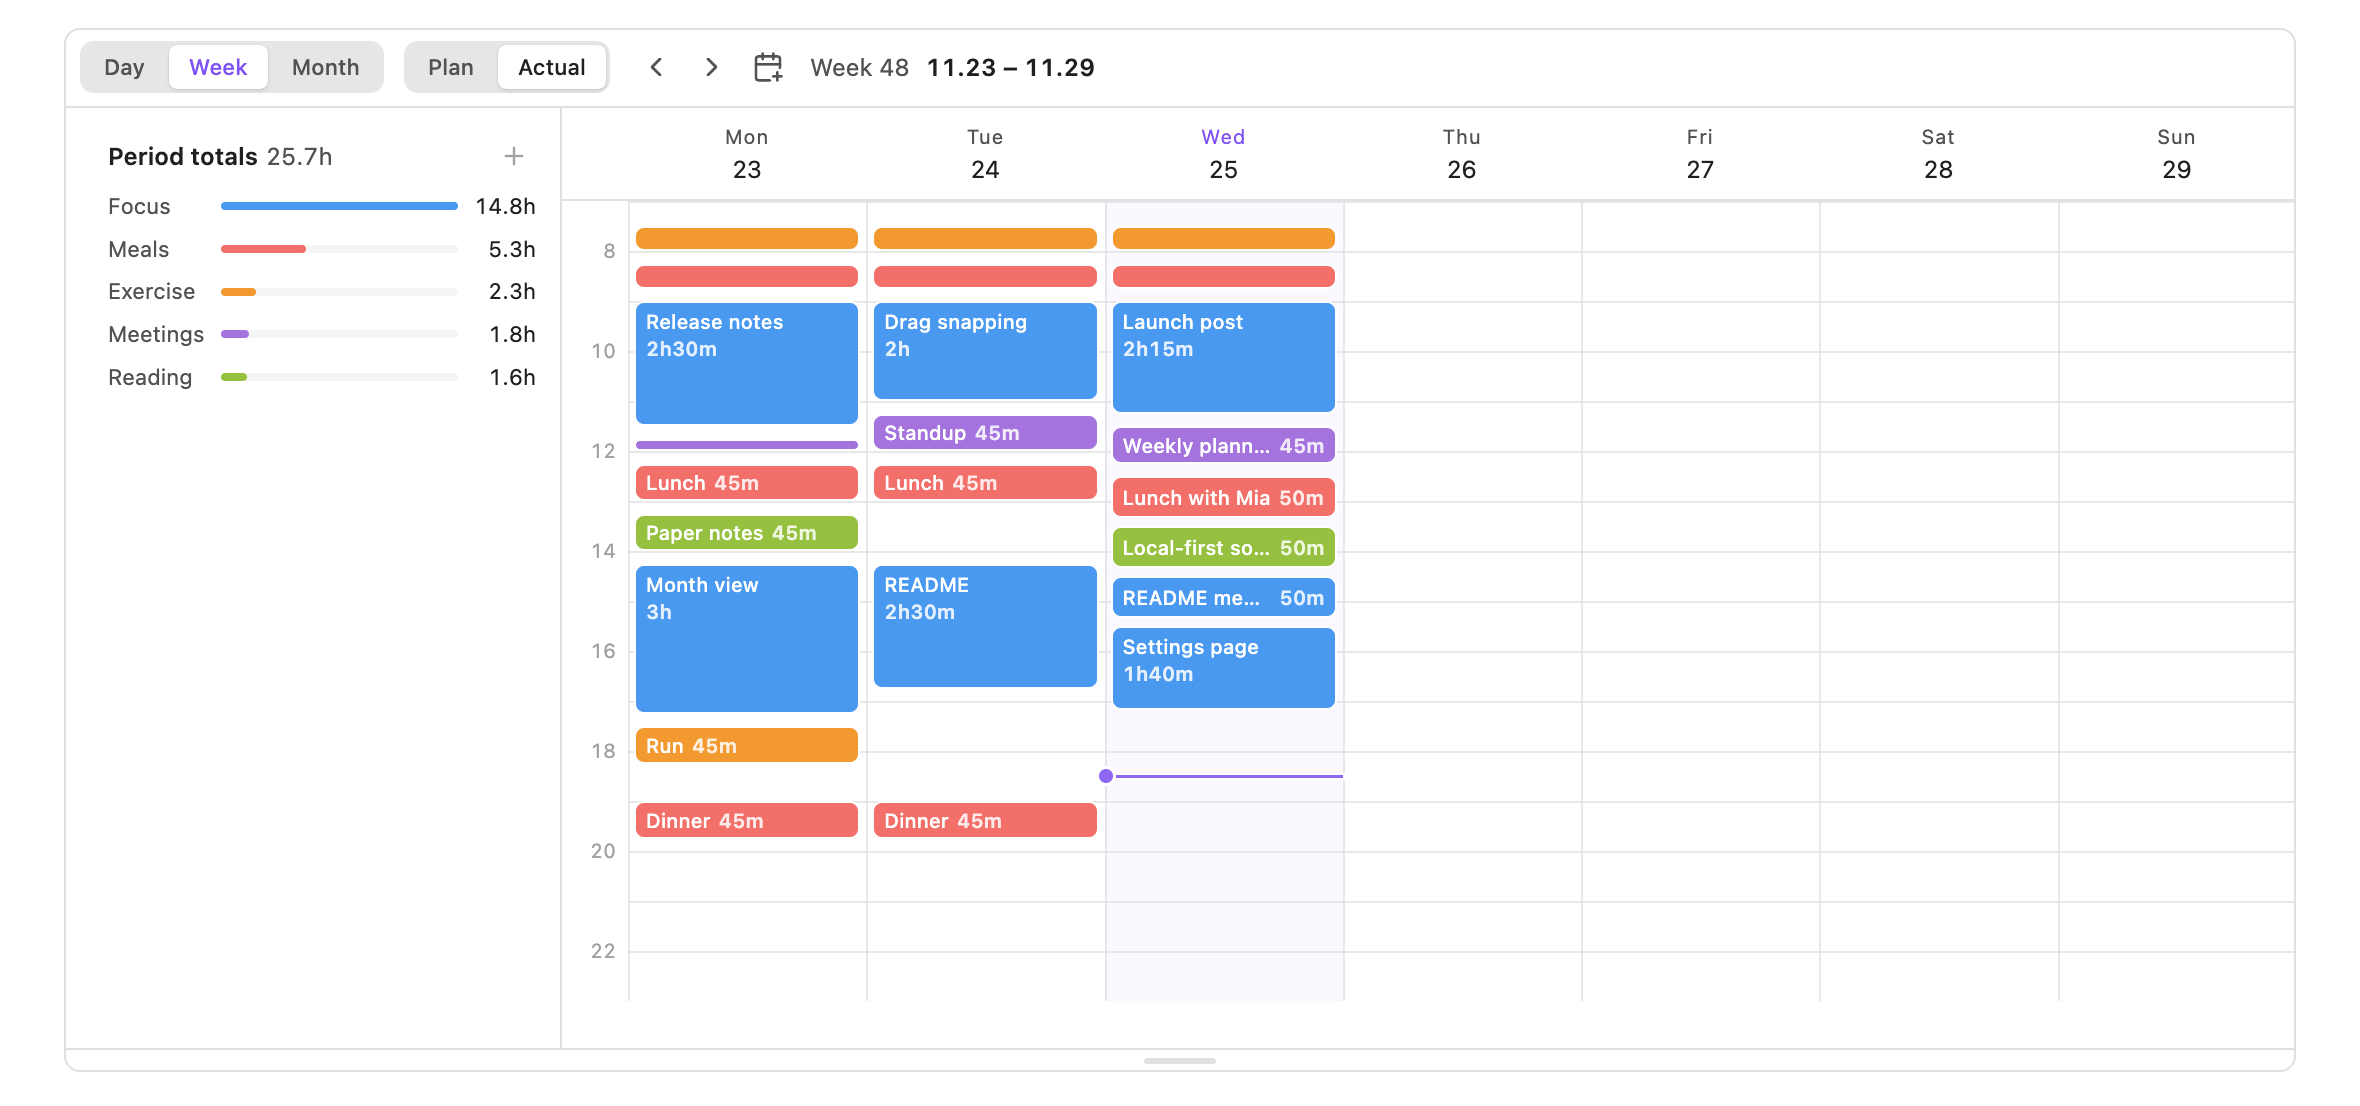 Day Week Month Plan Actual Week 48 11.23 – 11.29
Period totals 25.7h
Focus 14.8h
Meals 5.3h
Exercise 2.3h
Meetings 1.8h
Reading 1.6h
Mon Tue Wed Thu Fri Sat Sun
23 24 25 26 27 28 29
8
10
12
14
16
18
20
22
Release notes
2h30m
Lunch 45m
Paper notes 45m
Month view
3h
Run 45m
Dinner 45m
Drag snapping
2h
Standup 45m
Lunch 45m
README
2h30m
Dinner 45m
Launch post
2h15m
Weekly plann... 45m
Lunch with Mia 50m
Local-first so... 50m
README me... 50m
Settings page
1h40m